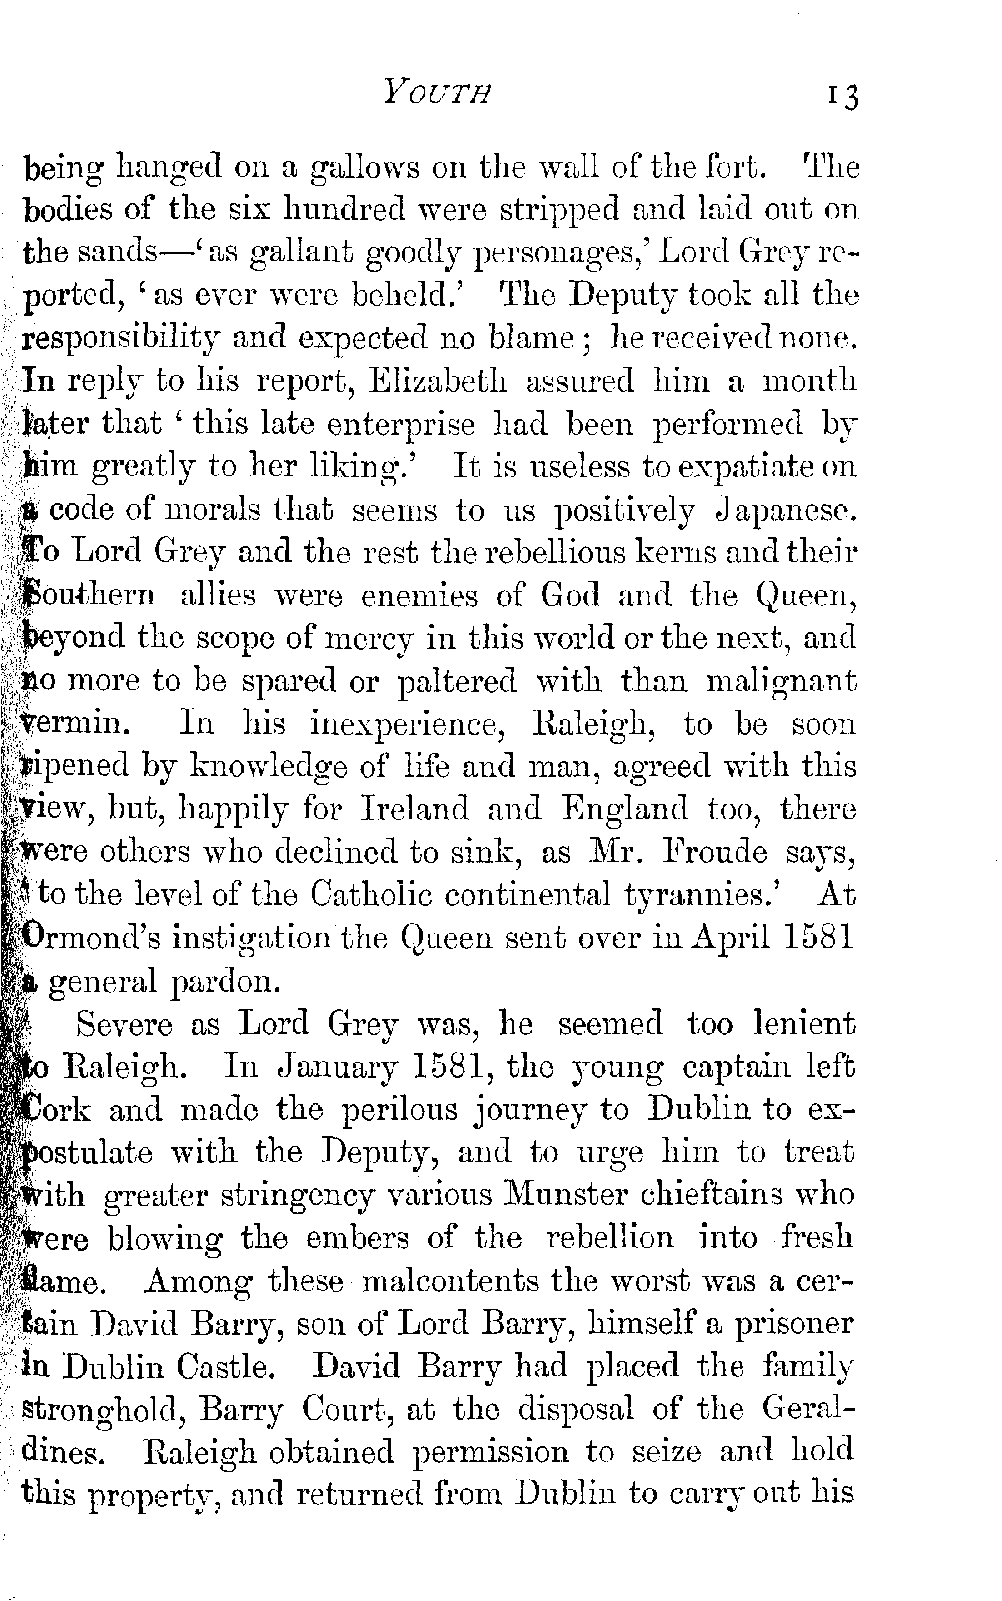 YOUTH 13
being hanged on a gallows on the wall of the fort. The
bodies of the six hundred were stripped and laid out on
the sands—‘as gallant goodly personages,’ Lord Grey re-
ported, ‘as ever were beheld.’ The Deputy took all the
responsibility and expected no blame; he received none.
In reply to his report, Elizabeth assured him a month
later that ‘this late enterprise had been performed by
him greatly to her liking.’ It is useless to expatiate on
a code of morals that seems to us positively Japanese.
To Lord Grey and the rest the rebellious kerns and their
Southern allies were enemies of God and the Queen,
beyond the scope of mercy in this world or the next, and
no more to be spared or paltered with than malignant
vermin. In his inexperience, Raleigh, to be soon
ripened by knowledge of life and man, agreed with this
view, but, happily for Ireland and England too, there
were others who declined to sink, as Mr. Froude says,
‘to the level of the Catholic continental tyrannies.’ At
Ormond’s instigation the Queen sent over in April 1581
a general pardon.
Severe as Lord Grey was, he seemed too lenient
to Raleigh. In January 1581, the young captain left
Cork and made the perilous journey to Dublin to ex-
postulate with the Deputy, and to urge him to treat
with greater stringency various Munster chieftains who
were blowing the embers of the rebellion into fresh
flame. Among these malcontents the worst was a cer-
tain David Barry, son of Lord Barry, himself a prisoner
in Dublin Castle. David Barry had placed the family
stronghold, Barry Court, at the disposal of the Geral-
dines. Raleigh obtained permission to seize and hold
this property, and returned from Dublin to carry out his